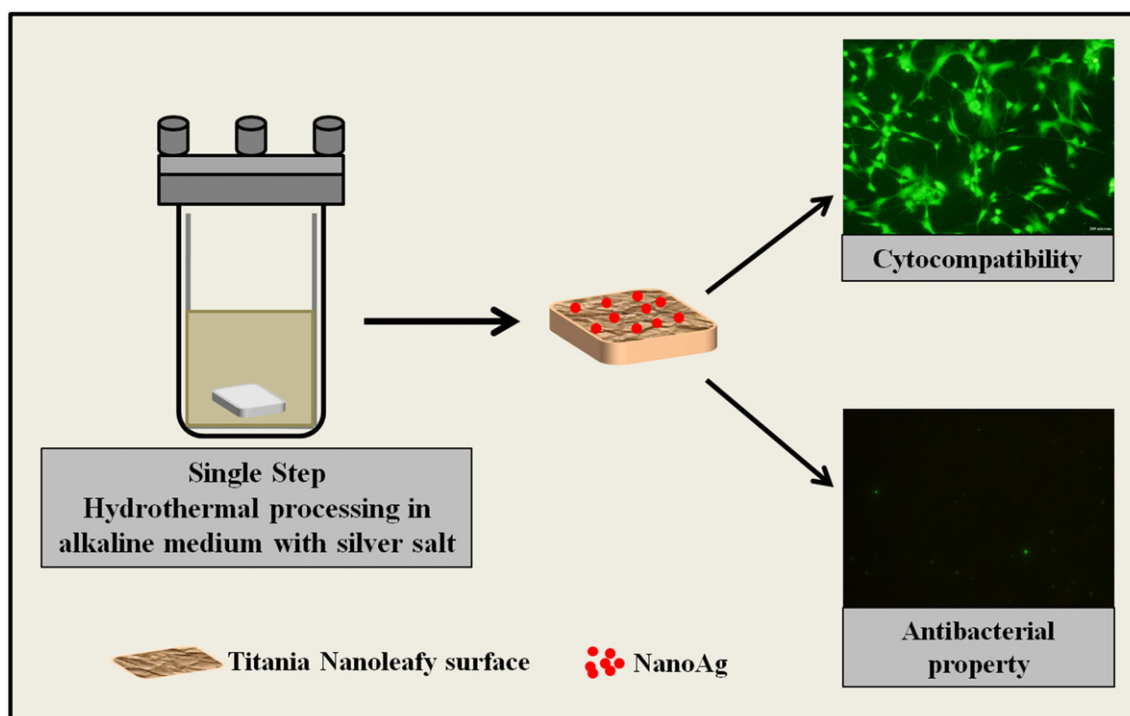 Cytocompatibility
Single Step
Hydrothermal processing in
alkaline medium with silver salt
Antibacterial
property
Titania Nanoleafy surface
NanoAg